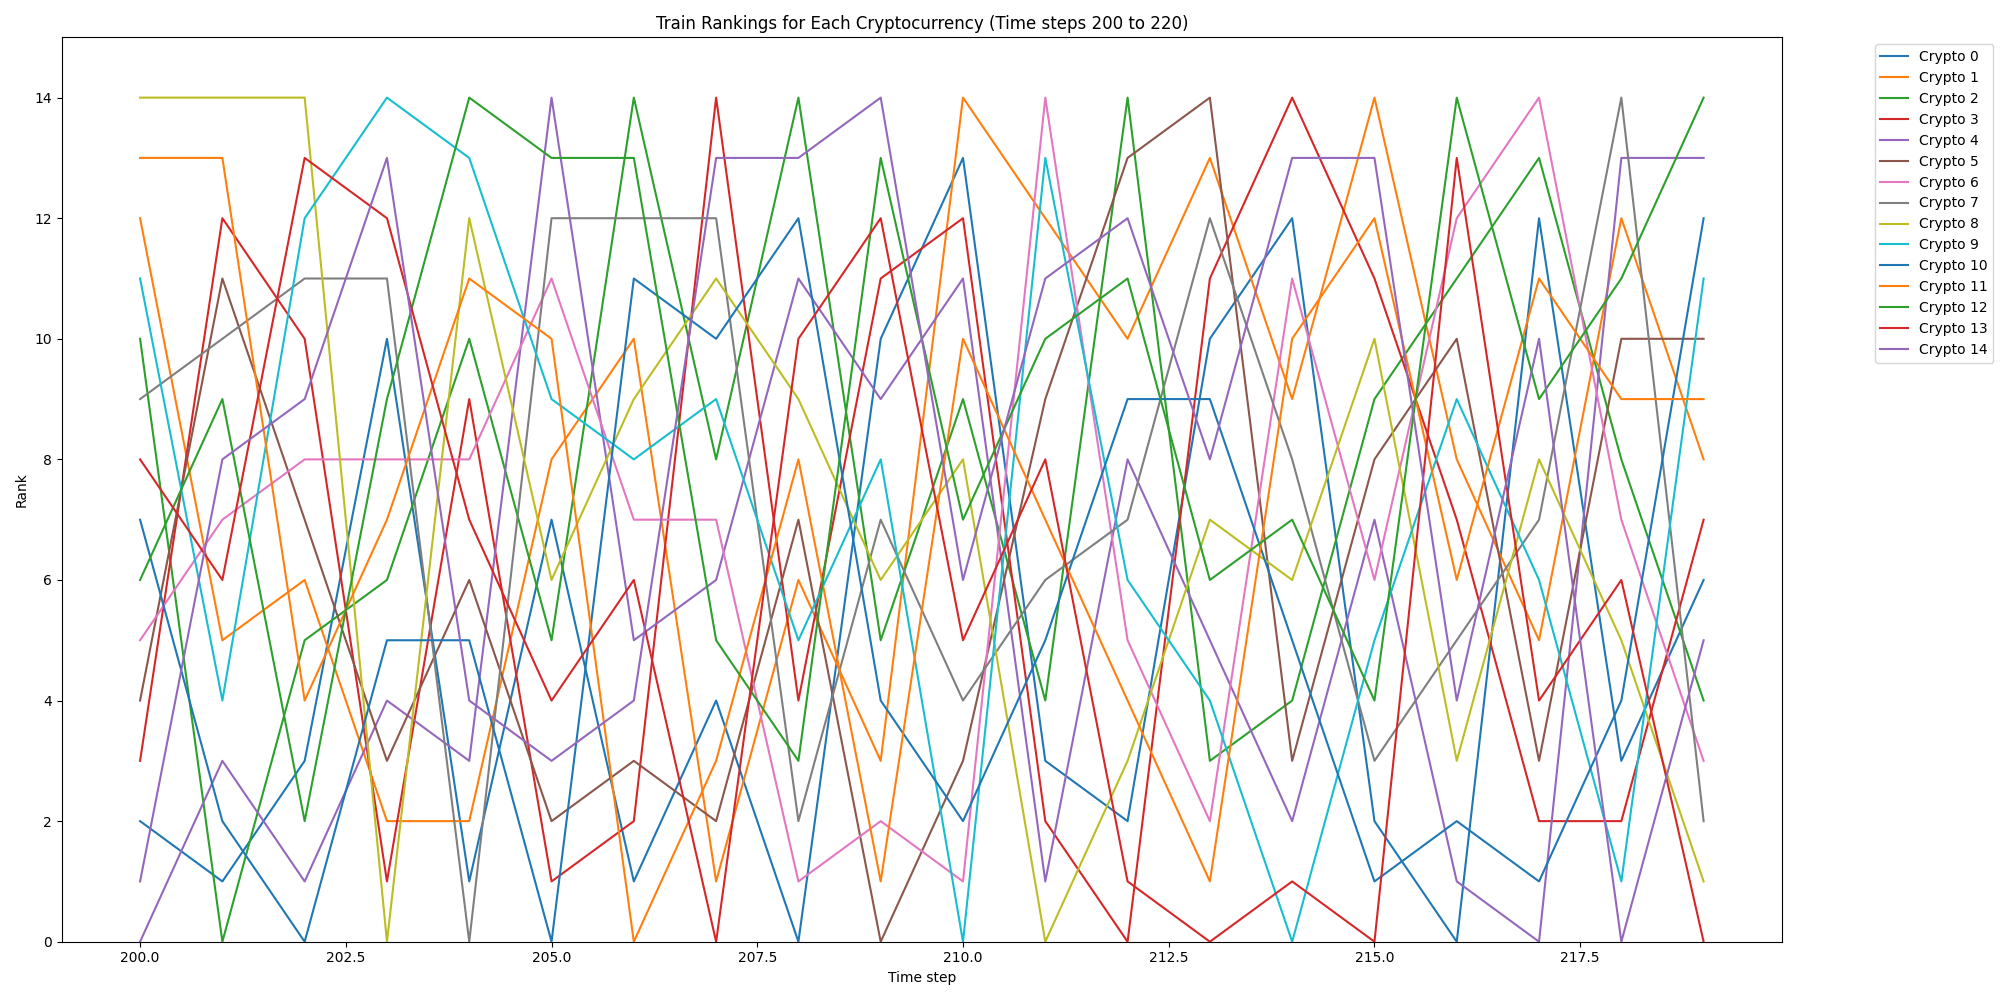 Train Rankings for Each Cryptocurrency (Time steps 200 to 220)
Rank
14
12
10
8
6
4
2
0
200.0
202.5
205.0
207.5
210.0
212.5
215.0
217.5
Time step
Crypto 0
Crypto 1
Crypto 2
Crypto 3
Crypto 4
Crypto 5
Crypto 6
Crypto 7
Crypto 8
Crypto 9
Crypto 10
Crypto 11
Crypto 12
Crypto 13
Crypto 14